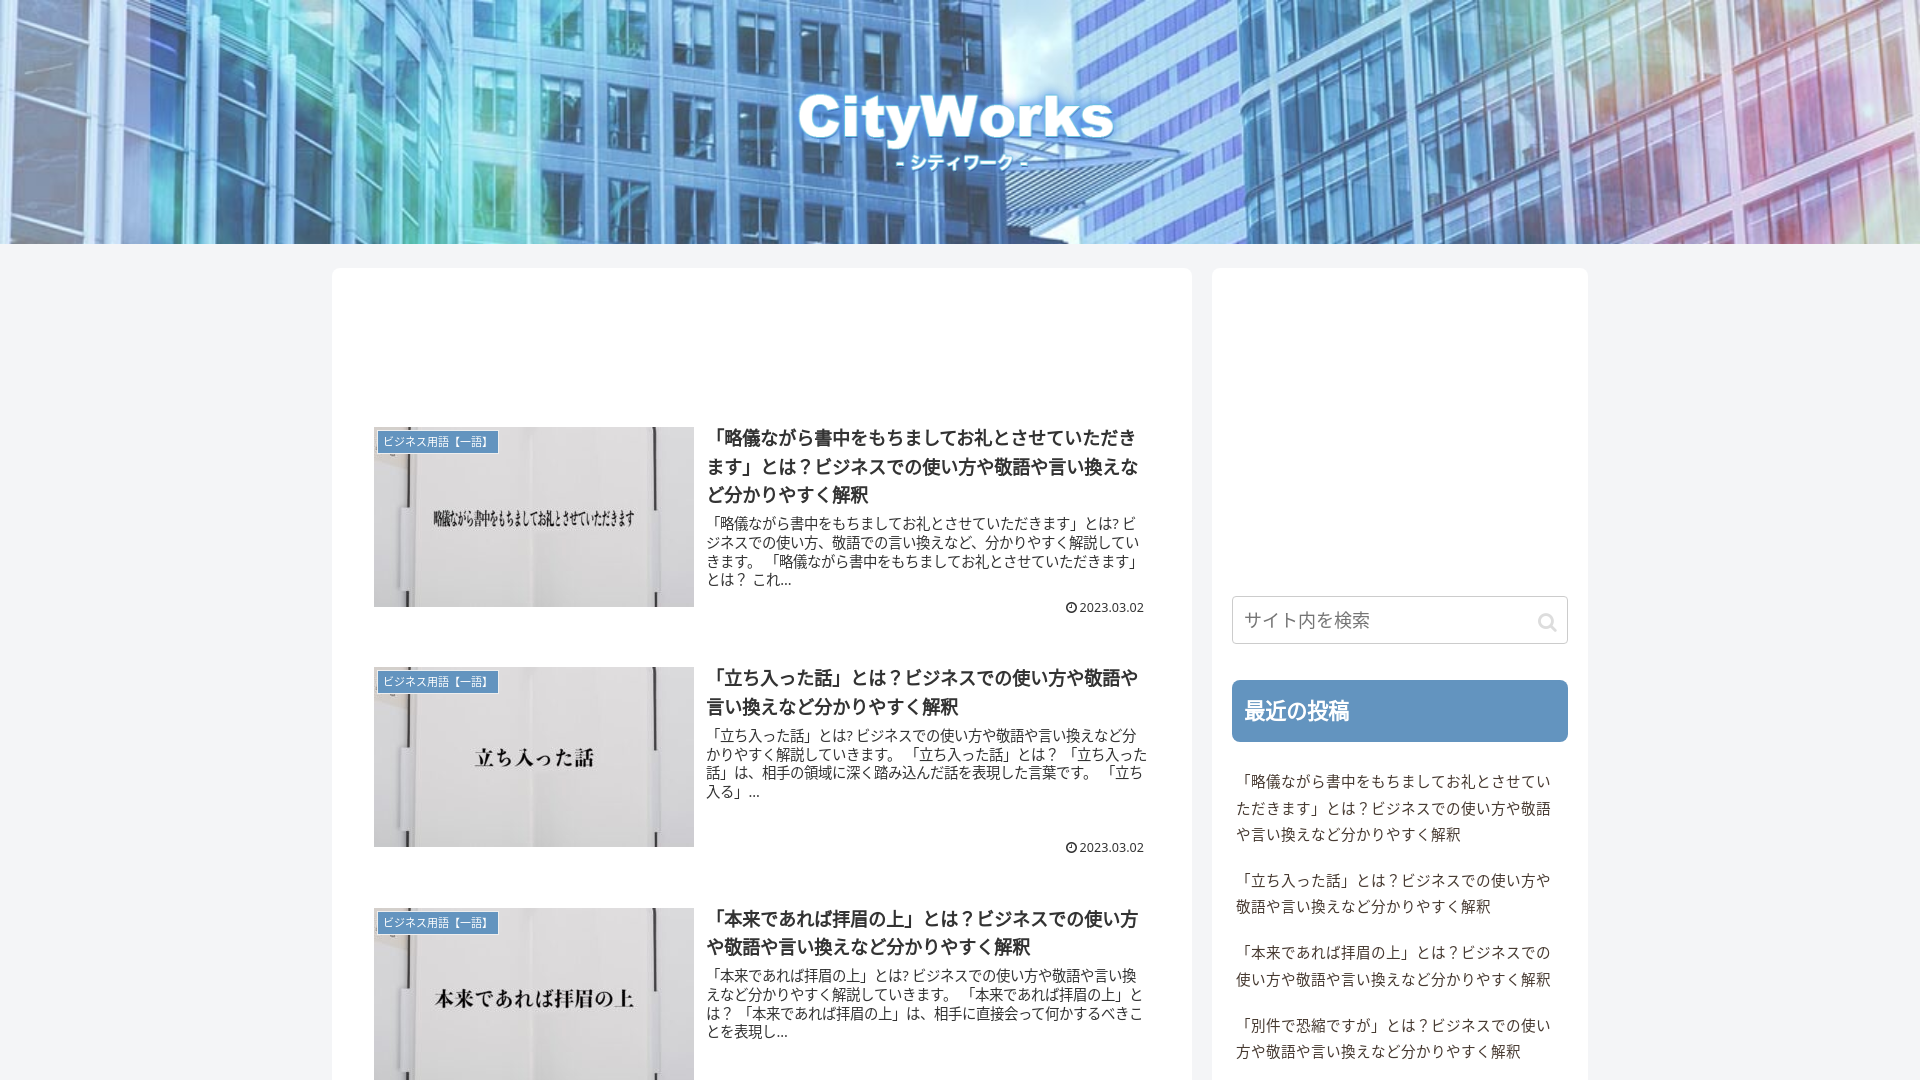 CityWorks
- シティワーク -
ビジネス用語【一語】
略儀ながら書中をもちましてお礼とさせていただきます
「略儀ながら書中をもちましてお礼とさせていただき
ます」とは？ビジネスでの使い方や敬語や言い換えな
ど分かりやすく解釈
「略儀ながら書中をもちましてお礼とさせていただきます」とは? ビ
ジネスでの使い方、敬語での言い換えなど、分かりやすく解説してい
きます。 「略儀ながら書中をもちましてお礼とさせていただきます」
とは？ これ...
2023.03.02
ビジネス用語【一語】
立ち入った話
「立ち入った話」とは？ビジネスでの使い方や敬語や
言い換えなど分かりやすく解釈
「立ち入った話」とは? ビジネスでの使い方や敬語や言い換えなど分
かりやすく解説していきます。 「立ち入った話」とは？ 「立ち入った
話」は、相手の領域に深く踏み込んだ話を表現した言葉です。 「立ち
入る」...
2023.03.02
ビジネス用語【一語】
本来であれば拝眉の上
「本来であれば拝眉の上」とは？ビジネスでの使い方
や敬語や言い換えなど分かりやすく解釈
「本来であれば拝眉の上」とは? ビジネスでの使い方や敬語や言い換
えなど分かりやすく解説していきます。 「本来であれば拝眉の上」と
は？ 「本来であれば拝眉の上」は、相手に直接会って何かするべきこ
とを表現し...
サイト内を検索
最近の投稿
「略儀ながら書中をもちましてお礼とさせてい
ただきます」とは？ビジネスでの使い方や敬語
や言い換えなど分かりやすく解釈
「立ち入った話」とは？ビジネスでの使い方や
敬語や言い換えなど分かりやすく解釈
「本来であれば拝眉の上」とは？ビジネスでの
使い方や敬語や言い換えなど分かりやすく解釈
「別件で恐縮ですが」とは？ビジネスでの使い
方や敬語や言い換えなど分かりやすく解釈